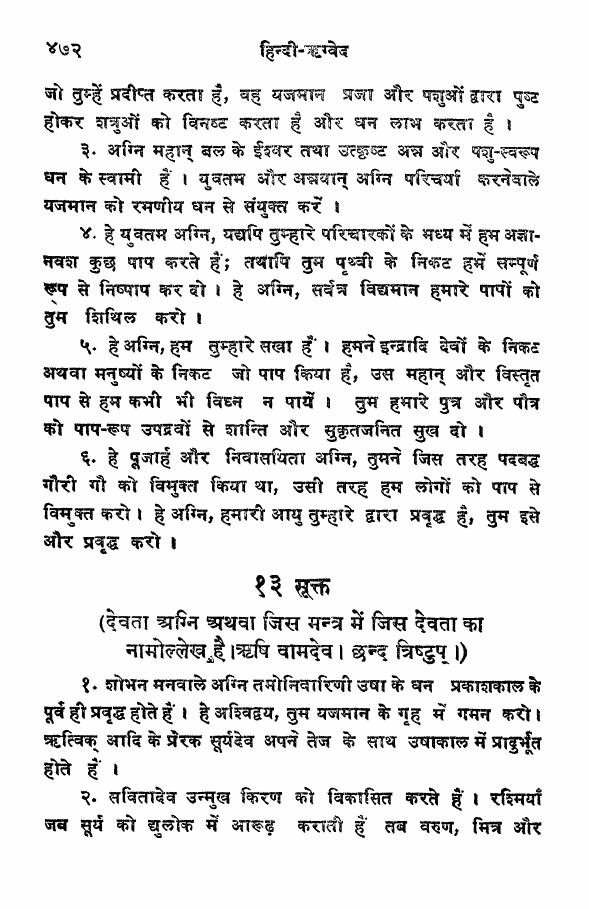 ४७२ हिन्दी-ऋग्वेद
जो तुम्हें प्रदीप्त करता है, वह यजमान प्रजा और पशुओं द्वारा पुष्ट
होकर शत्रुओं को विनष्ट करता है और धन लाभ करता है ।
३. अग्नि महान् बल के ईश्वर तथा उत्कृष्ट अन्न और पशु-स्वरूप
धन के स्वामी हैं । युवतम और अन्नवान् अग्नि परिचर्या करनेवाले
यजमान को रमणीय धन से संयुक्त करें ।
४. हे युवतम अग्नि, यद्यपि तुम्हारे परिचारकों के मध्य में हम अज्ञा-
नवश कुछ पाप करते हैं; तथापि तुम पृथ्वी के निकट हमें सम्पूर्ण
रूप से निष्पाप कर दो । हे अग्नि, सर्वत्र विद्यमान हमारे पापों को
तुम शिथिल करो ।
५. हे अग्नि, हम तुम्हारे सखा हैं । हमने इन्द्रादि देवों के निकट
अथवा मनुष्यों के निकट जो पाप किया है, उस महान् और विस्तृत
पाप से हम कभी भी विघ्न न पायें । तुम हमारे पुत्र और पौत्र
को पाप-रूप उपद्रवों से शान्ति और सुकृतजनित सुख दो ।
६. हे पूजार्ह और निवासयिता अग्नि, तुमने जिस तरह पदबद्ध
गौरी गौ को विमुक्त किया था, उसी तरह हम लोगों को पाप से
विमुक्त करो । हे अग्नि, हमारी आयु तुम्हारे द्वारा प्रवृद्ध है, तुम इसे
और प्रवृद्ध करो ।
१३ सूक्त
(देवता अग्नि अथवा जिस मन्त्र में जिस देवता का
नामोल्लेख है । ऋषि वामदेव । छन्द त्रिष्टुप् ।)
१. शोभन मनवाले अग्नि तमोनिवारिणी उषा के धन प्रकाशकाल के
पूर्व ही प्रवृद्ध होते हैं । हे अश्विद्वय, तुम यजमान के गृह में गमन करो ।
ऋत्विक् आदि के प्रेरक सूर्यदेव अपने तेज के साथ उषाकाल में प्रादुर्भूत
होते हैं ।
२. सवितादेव उन्मुख किरण को विकासित करते हैं । रश्मियाँ
जब सूर्य को द्युलोक में आरूढ़ कराती हैं तब वरुण, मित्र और